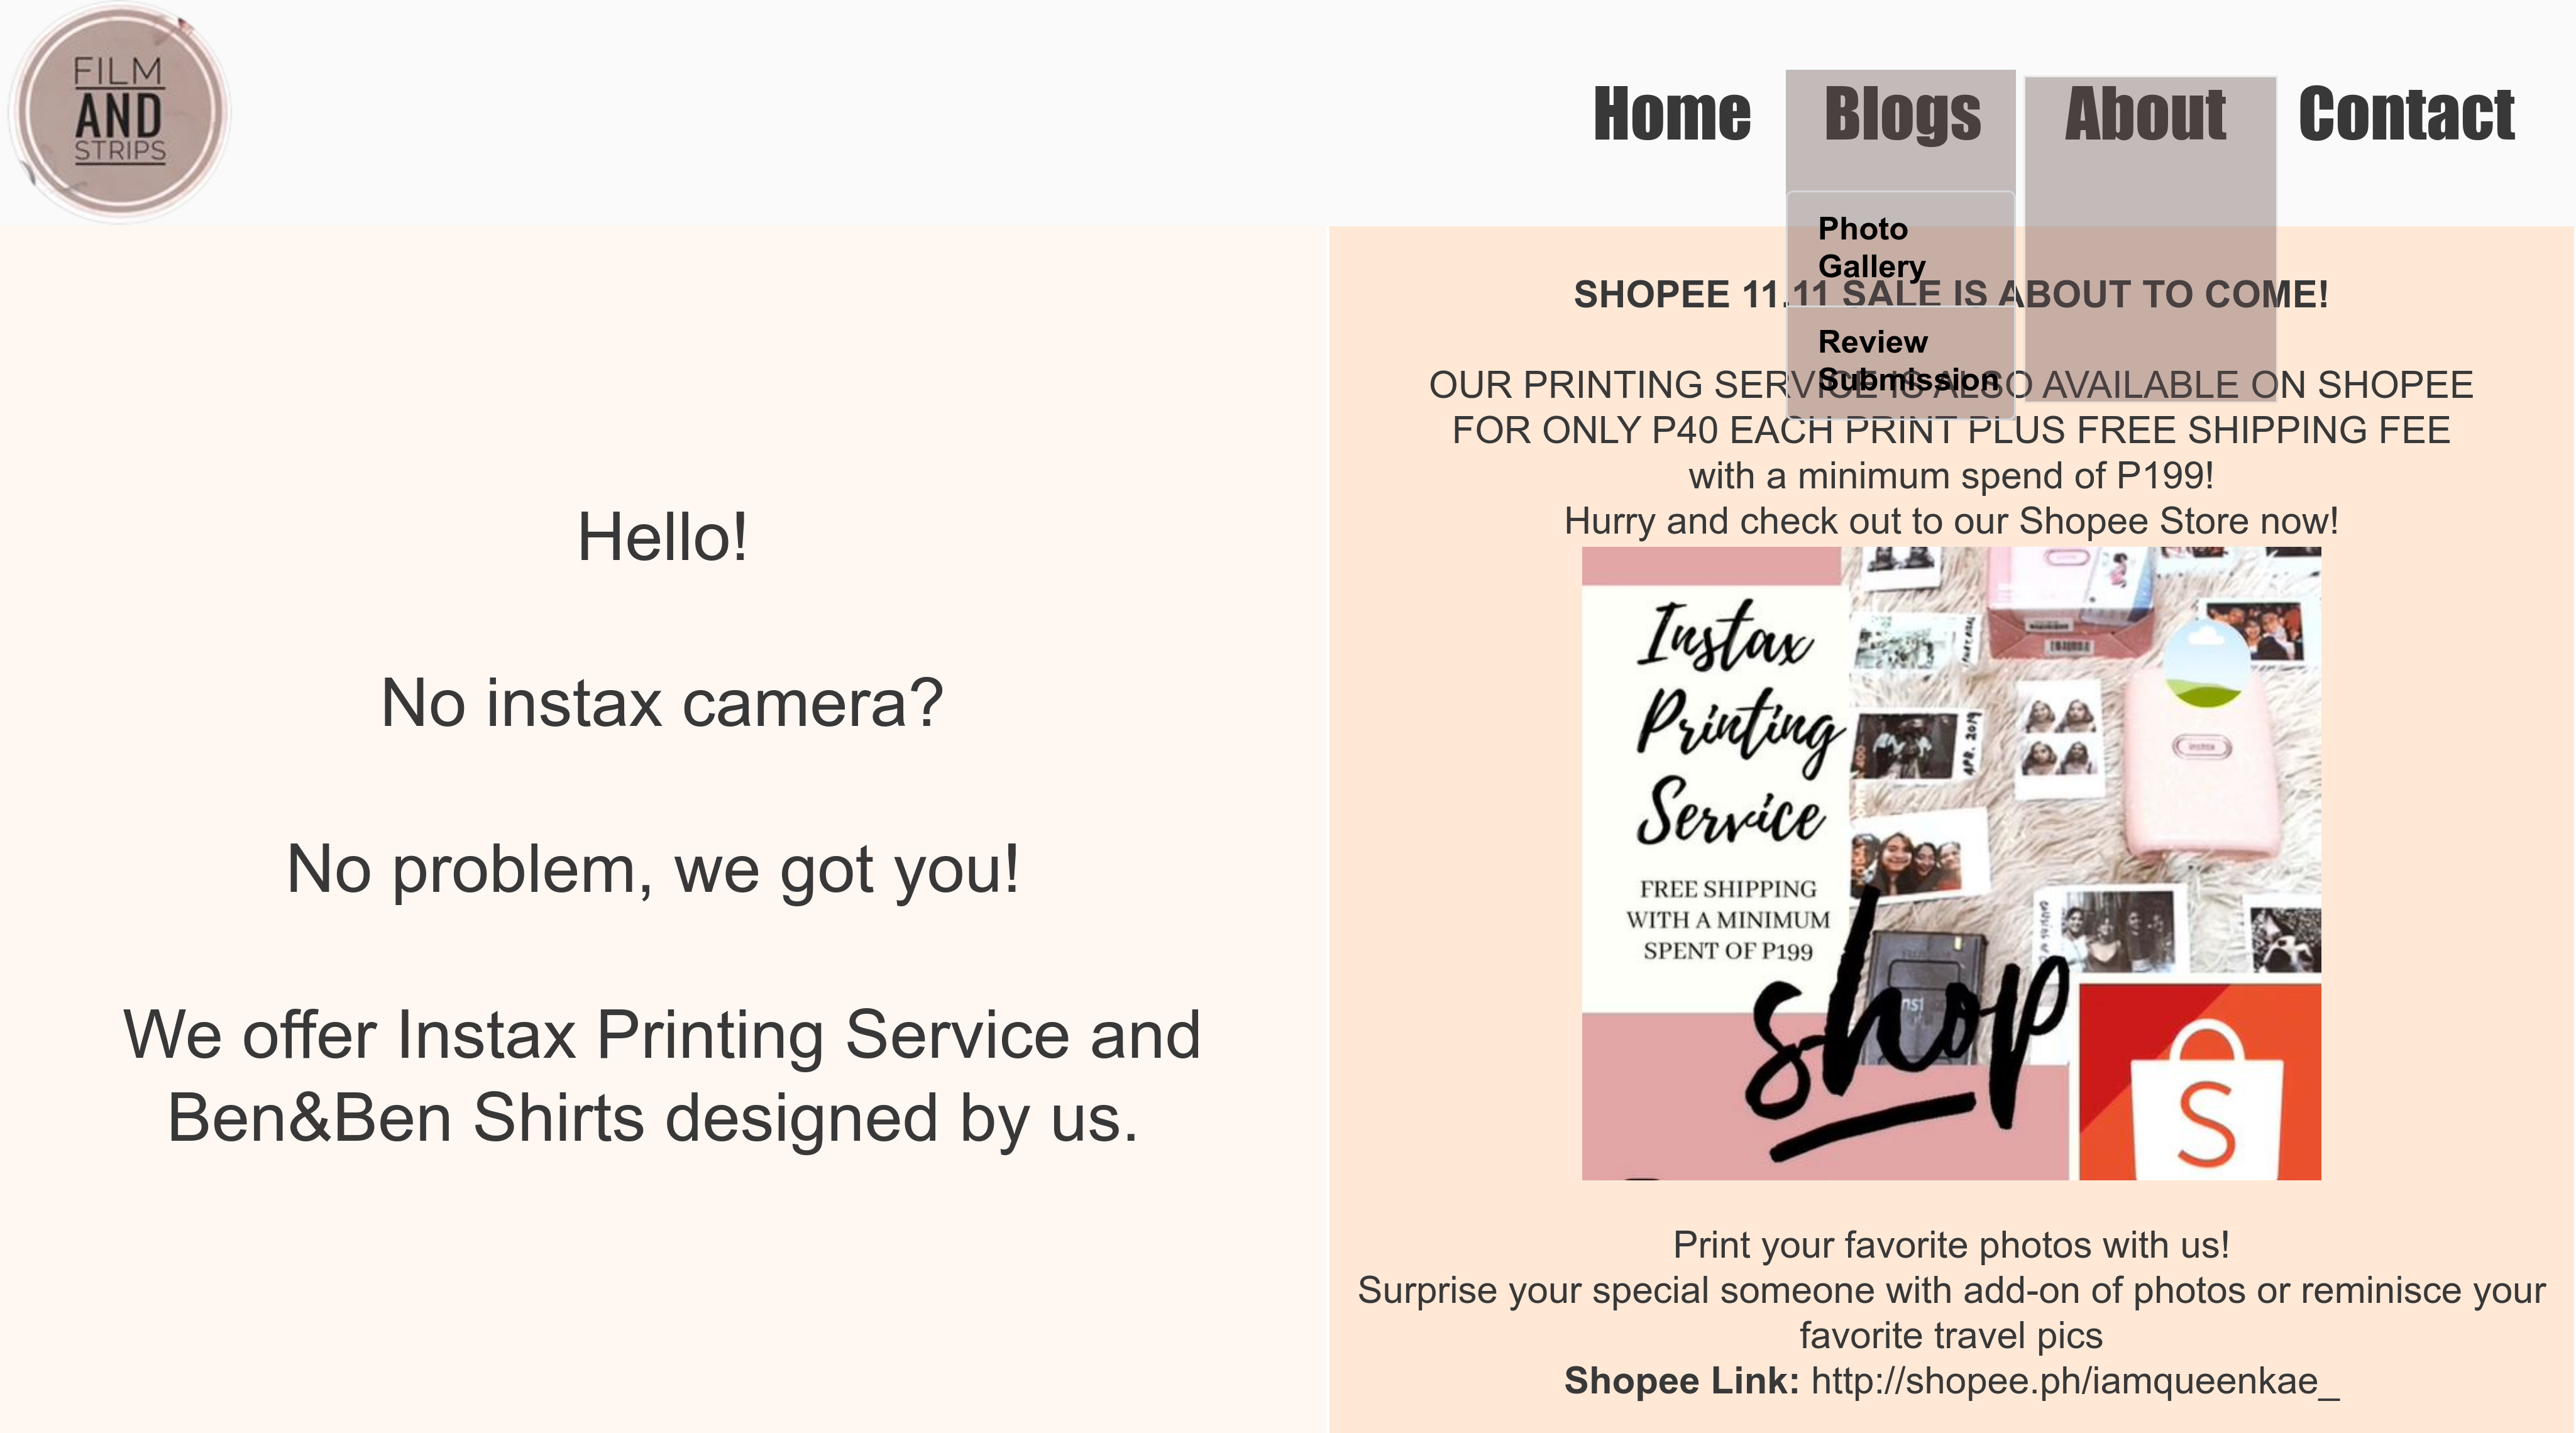 FILM
AND
STRIPS
Home Blogs About Contact
Photo
Gallery
Review
Submission
Hello!
No instax camera?
No problem, we got you!
We offer Instax Printing Service and
Ben&Ben Shirts designed by us.
SHOPEE 11.11 SALE IS ABOUT TO COME!
OUR PRINTING SERVICE IS ALSO AVAILABLE ON SHOPEE
FOR ONLY P40 EACH PRINT PLUS FREE SHIPPING FEE
with a minimum spend of P199!
Hurry and check out to our Shopee Store now!
Instax
Printing
Service
FREE SHIPPING
WITH A MINIMUM
SPENT OF P199
APR. 2019
shop
S
Print your favorite photos with us!
Surprise your special someone with add-on of photos or reminisce your
favorite travel pics
Shopee Link: http://shopee.ph/iamqueenkae_